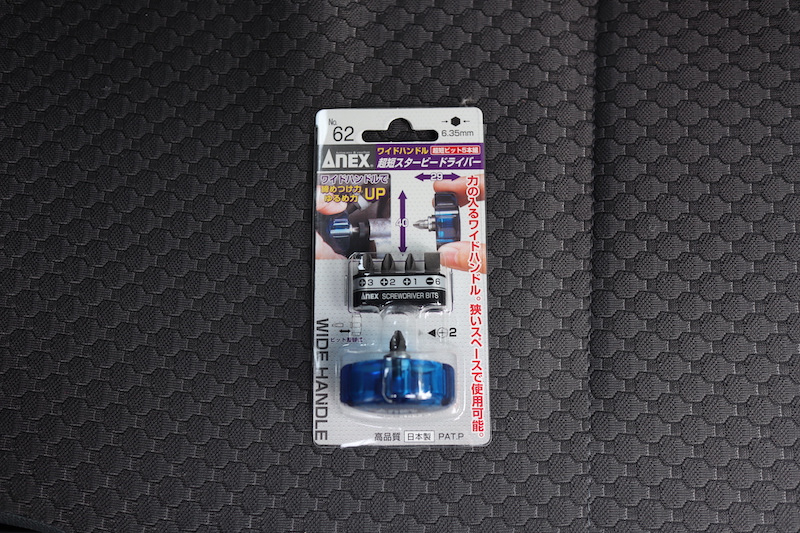 No.
62
6.35mm
ANEX®
ワイドハンドル 超短ビット5本組
超短スタービードライバー
ワイドハンドルで
締めつけ力
ゆるめ力 UP
29
40
力の入るワイドハンドル。狭いスペースで使用可能。
⊕3 ⊕2 ⊕1 ⊖6
ANEX SCREWDRIVER BITS
⊕2
WIDE HANDLE
高品質 日本製 PAT.P